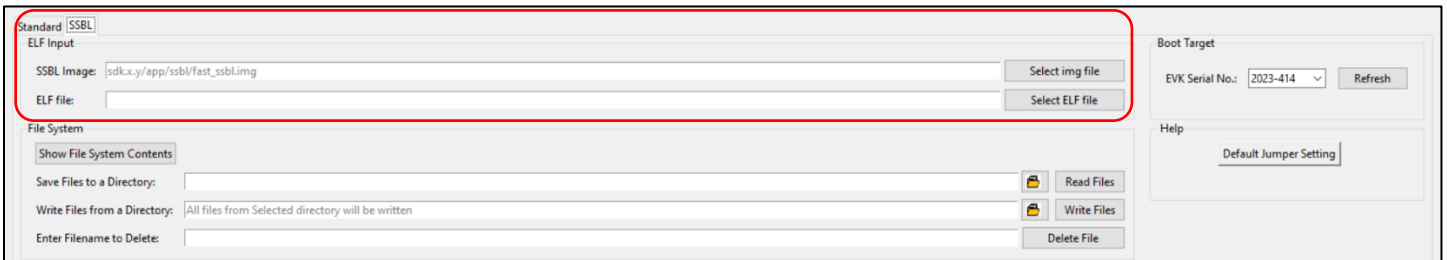 Standard SSBL
ELF Input
SSBL Image: sdk.x.y/app/ssbl/fast_ssbl.img Select img file
ELF file: Select ELF file
File System
Show File System Contents
Save Files to a Directory: Read Files
Write Files from a Directory: All files from Selected directory will be written Write Files
Enter Filename to Delete: Delete File
Boot Target
EVK Serial No.: 2023-414 Refresh
Help
Default Jumper Setting